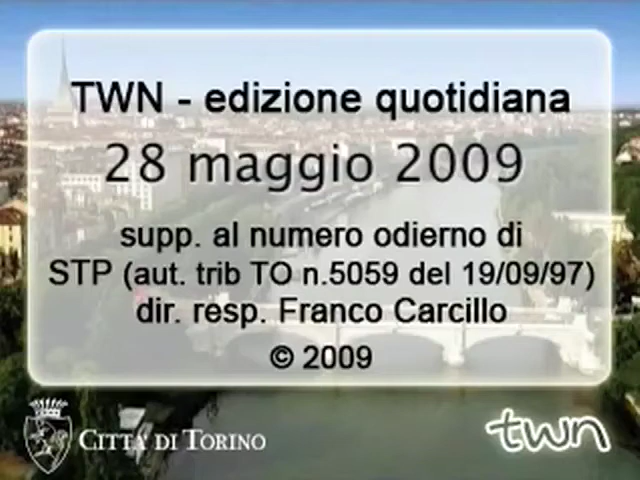 TWN - edizione quotidiana
28 maggio 2009
supp. al numero odierno di
STP (aut. trib TO n.5059 del 19/09/97)
dir. resp. Franco Carcillo
© 2009
CITTÀ DI TORINO
twn